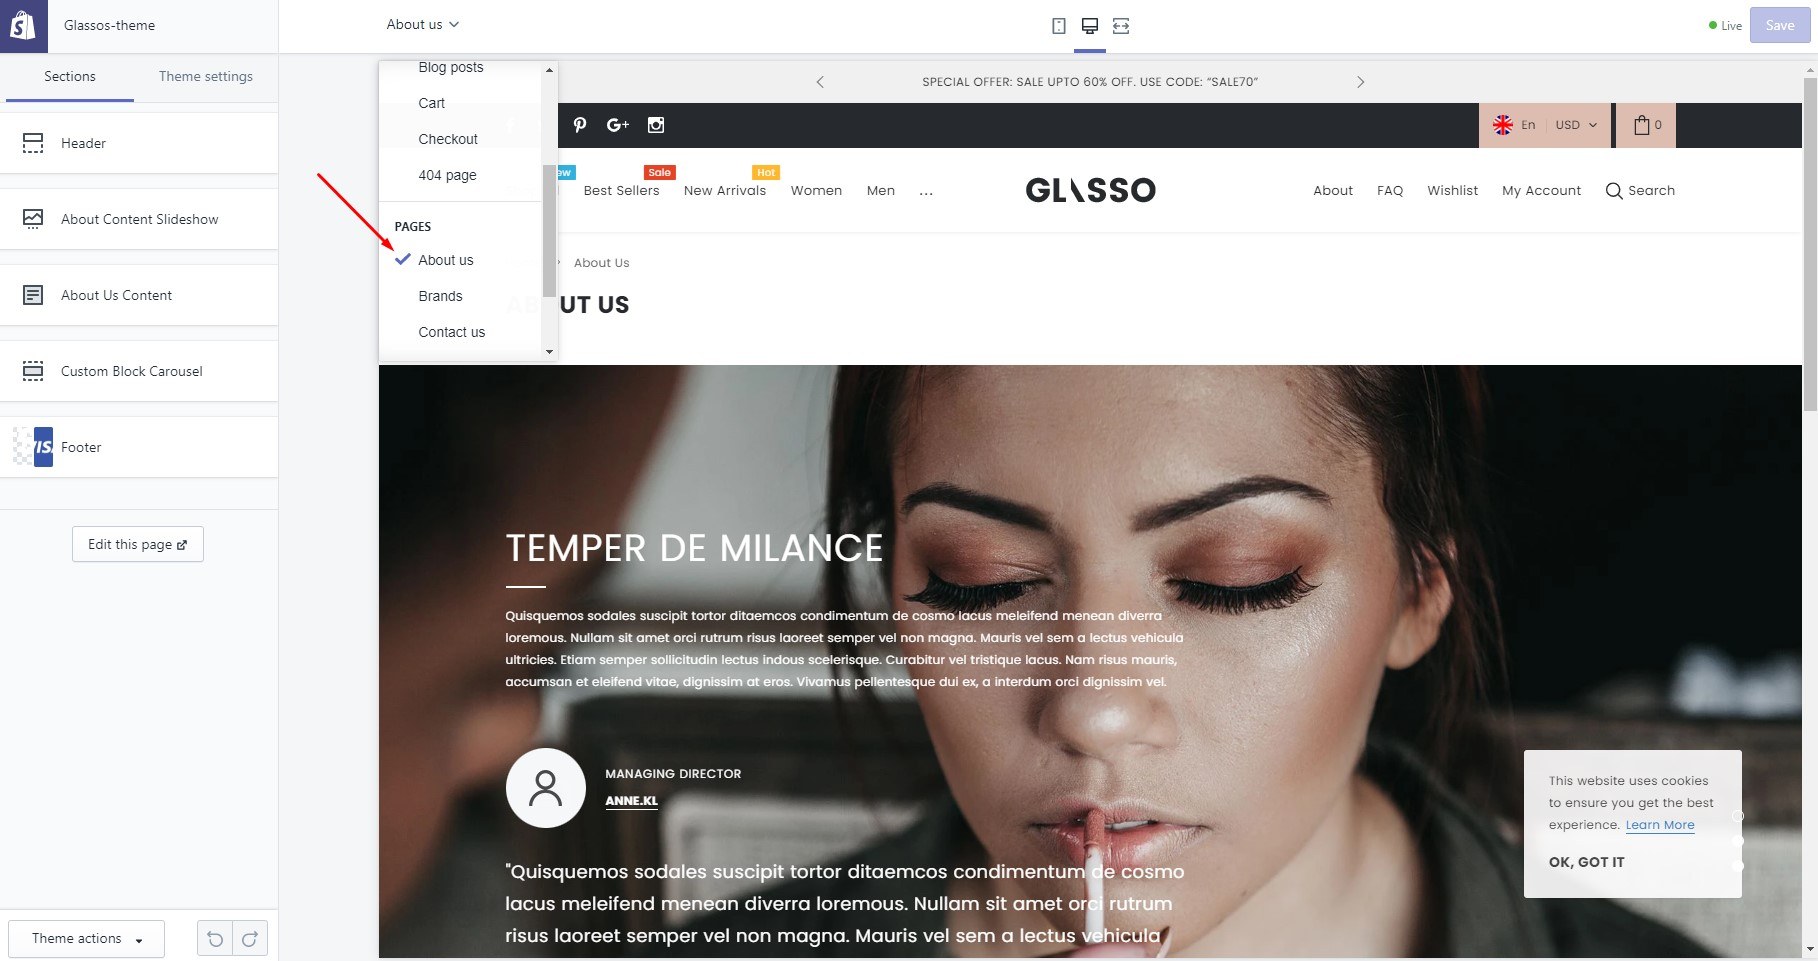 Glassos-theme
About us
Live
Save
Sections
Theme settings
Header
About Content Slideshow
About Us Content
Custom Block Carousel
Footer
Edit this page
Theme actions
Blog posts
Cart
Checkout
404 page
PAGES
About us
Brands
Contact us
SPECIAL OFFER: SALE UPTO 60% OFF. USE CODE: “SALE70”
En
USD
0
Sale
Hot
Best Sellers
New Arrivals
Women
Men
...
GLASSO
About
FAQ
Wishlist
My Account
Search
About Us
ABOUT US
TEMPER DE MILANCE
Quisquemos sodales suscipit tortor ditaemcos condimentum de cosmo lacus meleifend menean diverra
loremous. Nullam sit amet orci rutrum risus laoreet semper vel non magna. Mauris vel sem a lectus vehicula
ultricies. Etiam semper sollicitudin lectus indous scelerisque. Curabitur vel tristique lacus. Nam risus mauris,
accumsan et eleifend vitae, dignissim at eros. Vivamus pellentesque dui ex, a interdum orci dignissim vel.
MANAGING DIRECTOR
ANNE.KL
"Quisquemos sodales suscipit tortor ditaemcos condimentum de cosmo
lacus meleifend menean diverra loremous. Nullam sit amet orci rutrum
risus laoreet semper vel non magna. Mauris vel sem a lectus vehicula
This website uses cookies
to ensure you get the best
experience. Learn More
OK, GOT IT